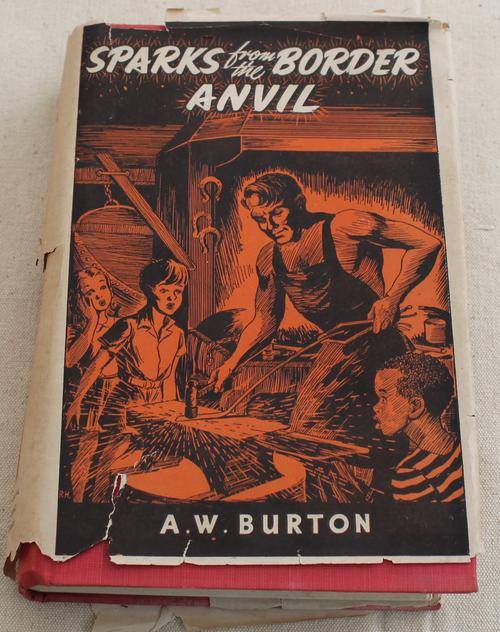 SPARKS from the BORDER
ANVIL
R.H.
A.W. BURTON